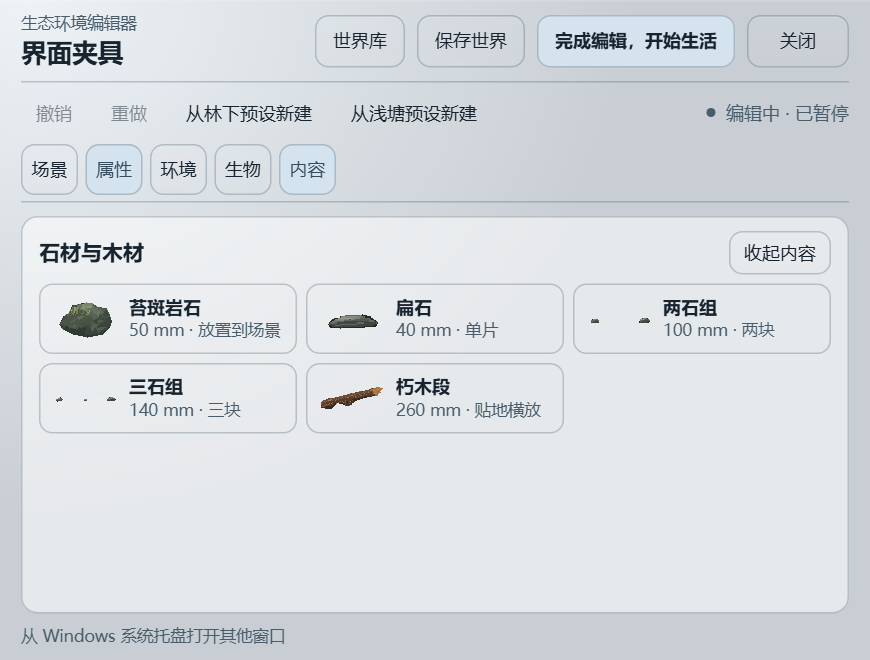 生态环境编辑器
界面夹具
世界库 保存世界 完成编辑，开始生活 关闭
撤销 重做 从林下预设新建 从浅塘预设新建 编辑中 · 已暂停
场景 属性 环境 生物 内容
石材与木材 收起内容
苔斑岩石 扁石 两石组
50 mm · 放置到场景 40 mm · 单片 100 mm · 两块
三石组 朽木段
140 mm · 三块 260 mm · 贴地横放
从 Windows 系统托盘打开其他窗口